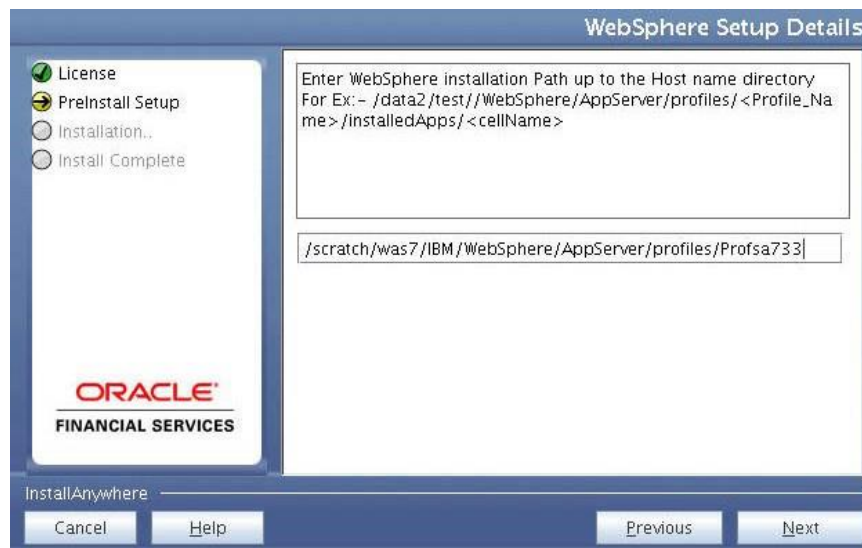 WebSphere Setup Details
License
PreInstall Setup
Installation..
Install Complete
Enter WebSphere installation Path up to the Host name directory
For Ex:- /data2/test//WebSphere/AppServer/profiles/<Profile_Na
me>/installedApps/<cellName>
/scratch/was7/IBM/WebSphere/AppServer/profiles/Profsa733
ORACLE
FINANCIAL SERVICES
InstallAnywhere
Cancel Help Previous Next